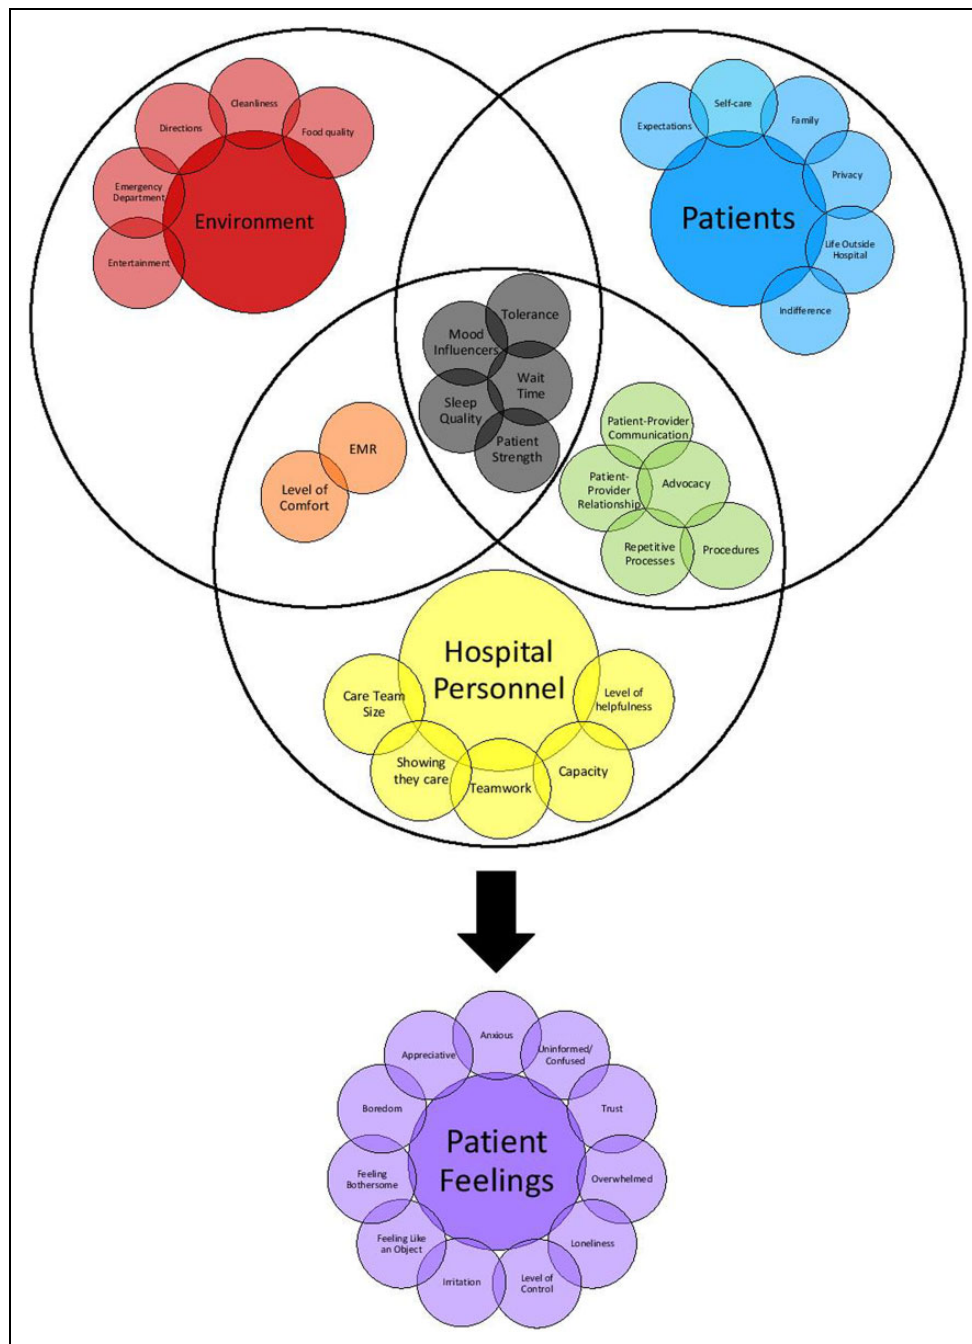 Cleanliness
Directions
Food quality
Emergency
Department
Environment
Entertainment
Self-care
Expectations
Family
Privacy
Patients
Life Outside
Hospital
Indifference
Tolerance
Mood
Influencers
Wait
Time
Sleep
Quality
Patient
Strength
EMR
Level of
Comfort
Patient-Provider
Communication
Patient-
Provider
Relationship
Advocacy
Repetitive
Processes
Procedures
Hospital
Personnel
Care Team
Size
Level of
helpfulness
Showing
they care
Teamwork
Capacity
Anxious
Appreciative
Uninformed/
Confused
Boredom
Trust
Patient
Feelings
Feeling
Bothersome
Overwhelmed
Feeling Like
an Object
Loneliness
Irritation
Level of
Control